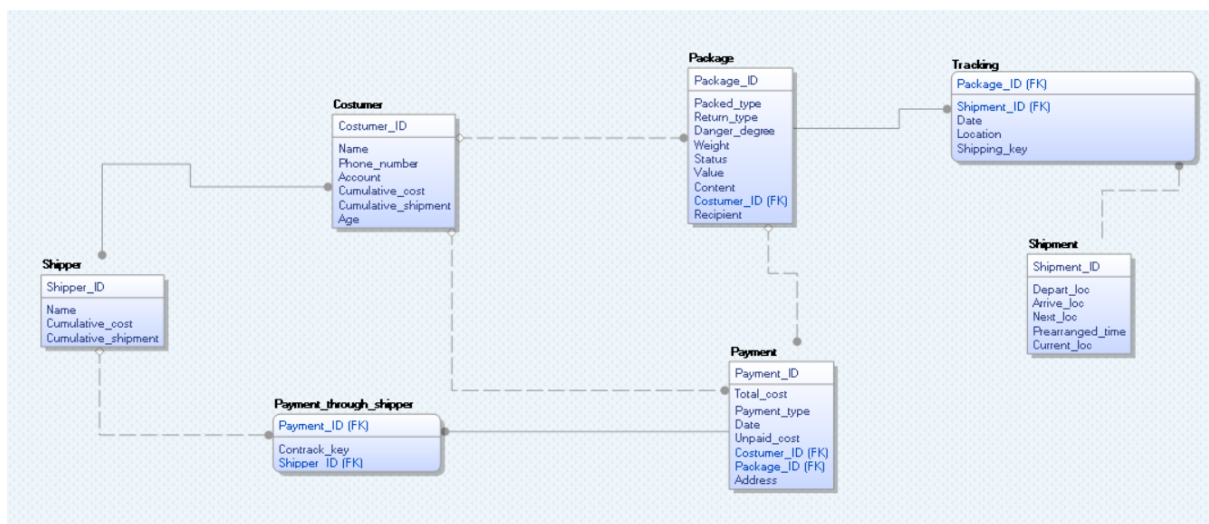 Package
Package_ID
Packed_type
Return_type
Danger_degree
Weight
Status
Value
Content
Costumer_ID (FK)
Recipient
Tracking
Package_ID (FK)
Shipment_ID (FK)
Date
Location
Shipping_key
Costumer
Costumer_ID
Name
Phone_number
Account
Cumulative_cost
Cumulative_shipment
Age
Shipment
Shipment_ID
Depart_loc
Arrive_loc
Next_loc
Prearranged_time
Current_loc
Shipper
Shipper_ID
Name
Cumulative_cost
Cumulative_shipment
Payment
Payment_ID
Total_cost
Payment_type
Date
Unpaid_cost
Costumer_ID (FK)
Package_ID (FK)
Address
Payment_through_shipper
Payment_ID (FK)
Contrack_key
Shipper_ID (FK)